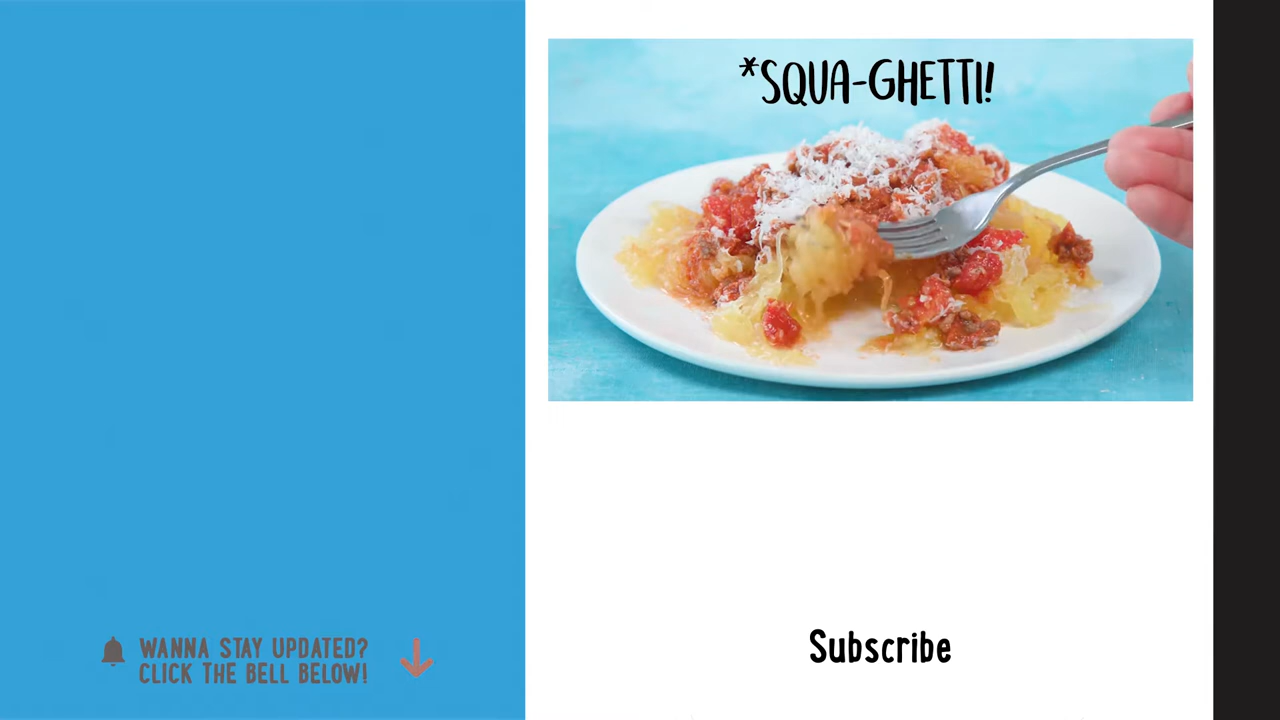 *SQUA-GHETTI!
WANNA STAY UPDATED?
CLICK THE BELL BELOW!
Subscribe